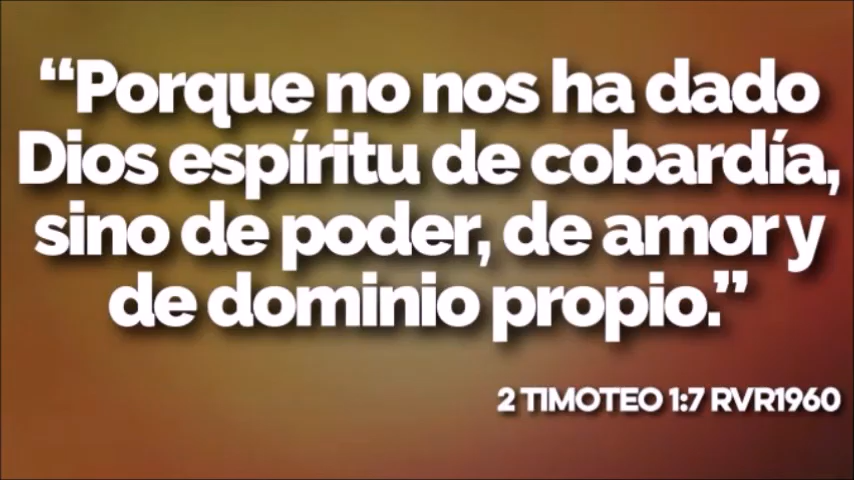 “Porque no nos ha dado
Dios espíritu de cobardía,
sino de poder, de amor y
de dominio propio.”
2 TIMOTEO 1:7 RVR1960